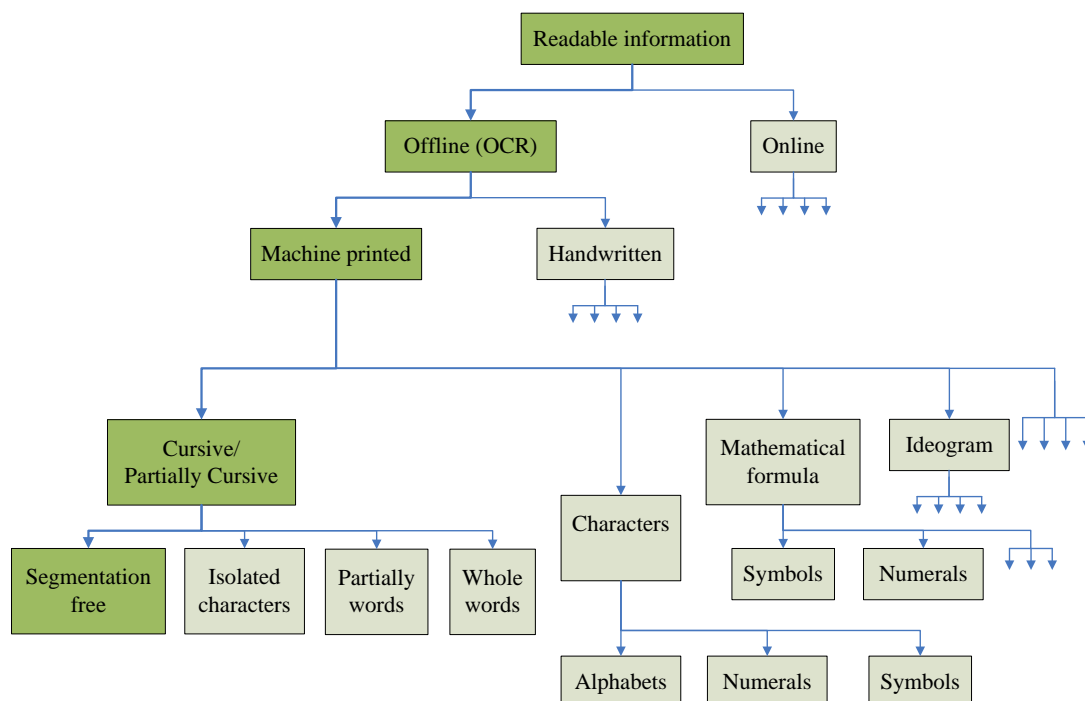 Readable information
Offline (OCR)
Online
Machine printed
Handwritten
Cursive/
Partially Cursive
Mathematical
formula
Ideogram
Characters
Segmentation
free
Isolated
characters
Partially
words
Whole
words
Symbols
Numerals
Alphabets
Numerals
Symbols